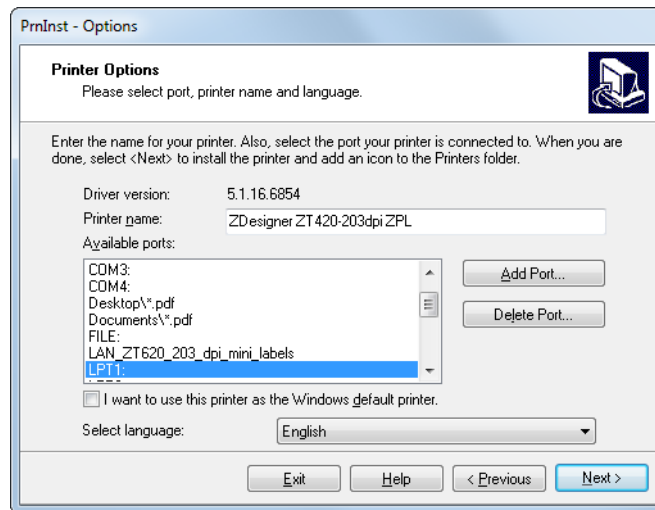 PrnInst - Options
Printer Options
Please select port, printer name and language.
Enter the name for your printer. Also, select the port your printer is connected to. When you are
done, select <Next> to install the printer and add an icon to the Printers folder.
Driver version: 5.1.16.6854
Printer name: ZDesigner ZT420-203dpi ZPL
Available ports:
COM3:
COM4:
Desktop\*.pdf
Documents\*.pdf
FILE:
LAN_ZT620_203_dpi_mini_labels
LPT1:
Add Port...
Delete Port...
I want to use this printer as the Windows default printer.
Select language: English
Exit Help < Previous Next >